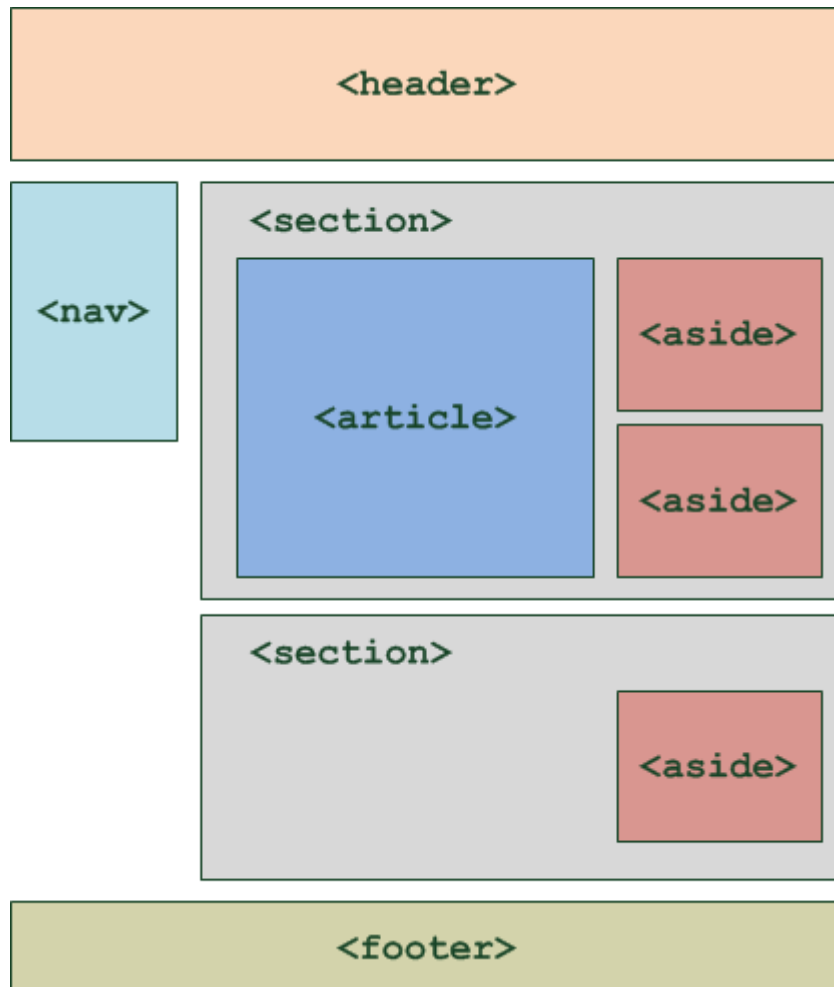 <header>
<nav>
<section>
<article>
<aside>
<aside>
<section>
<aside>
<footer>